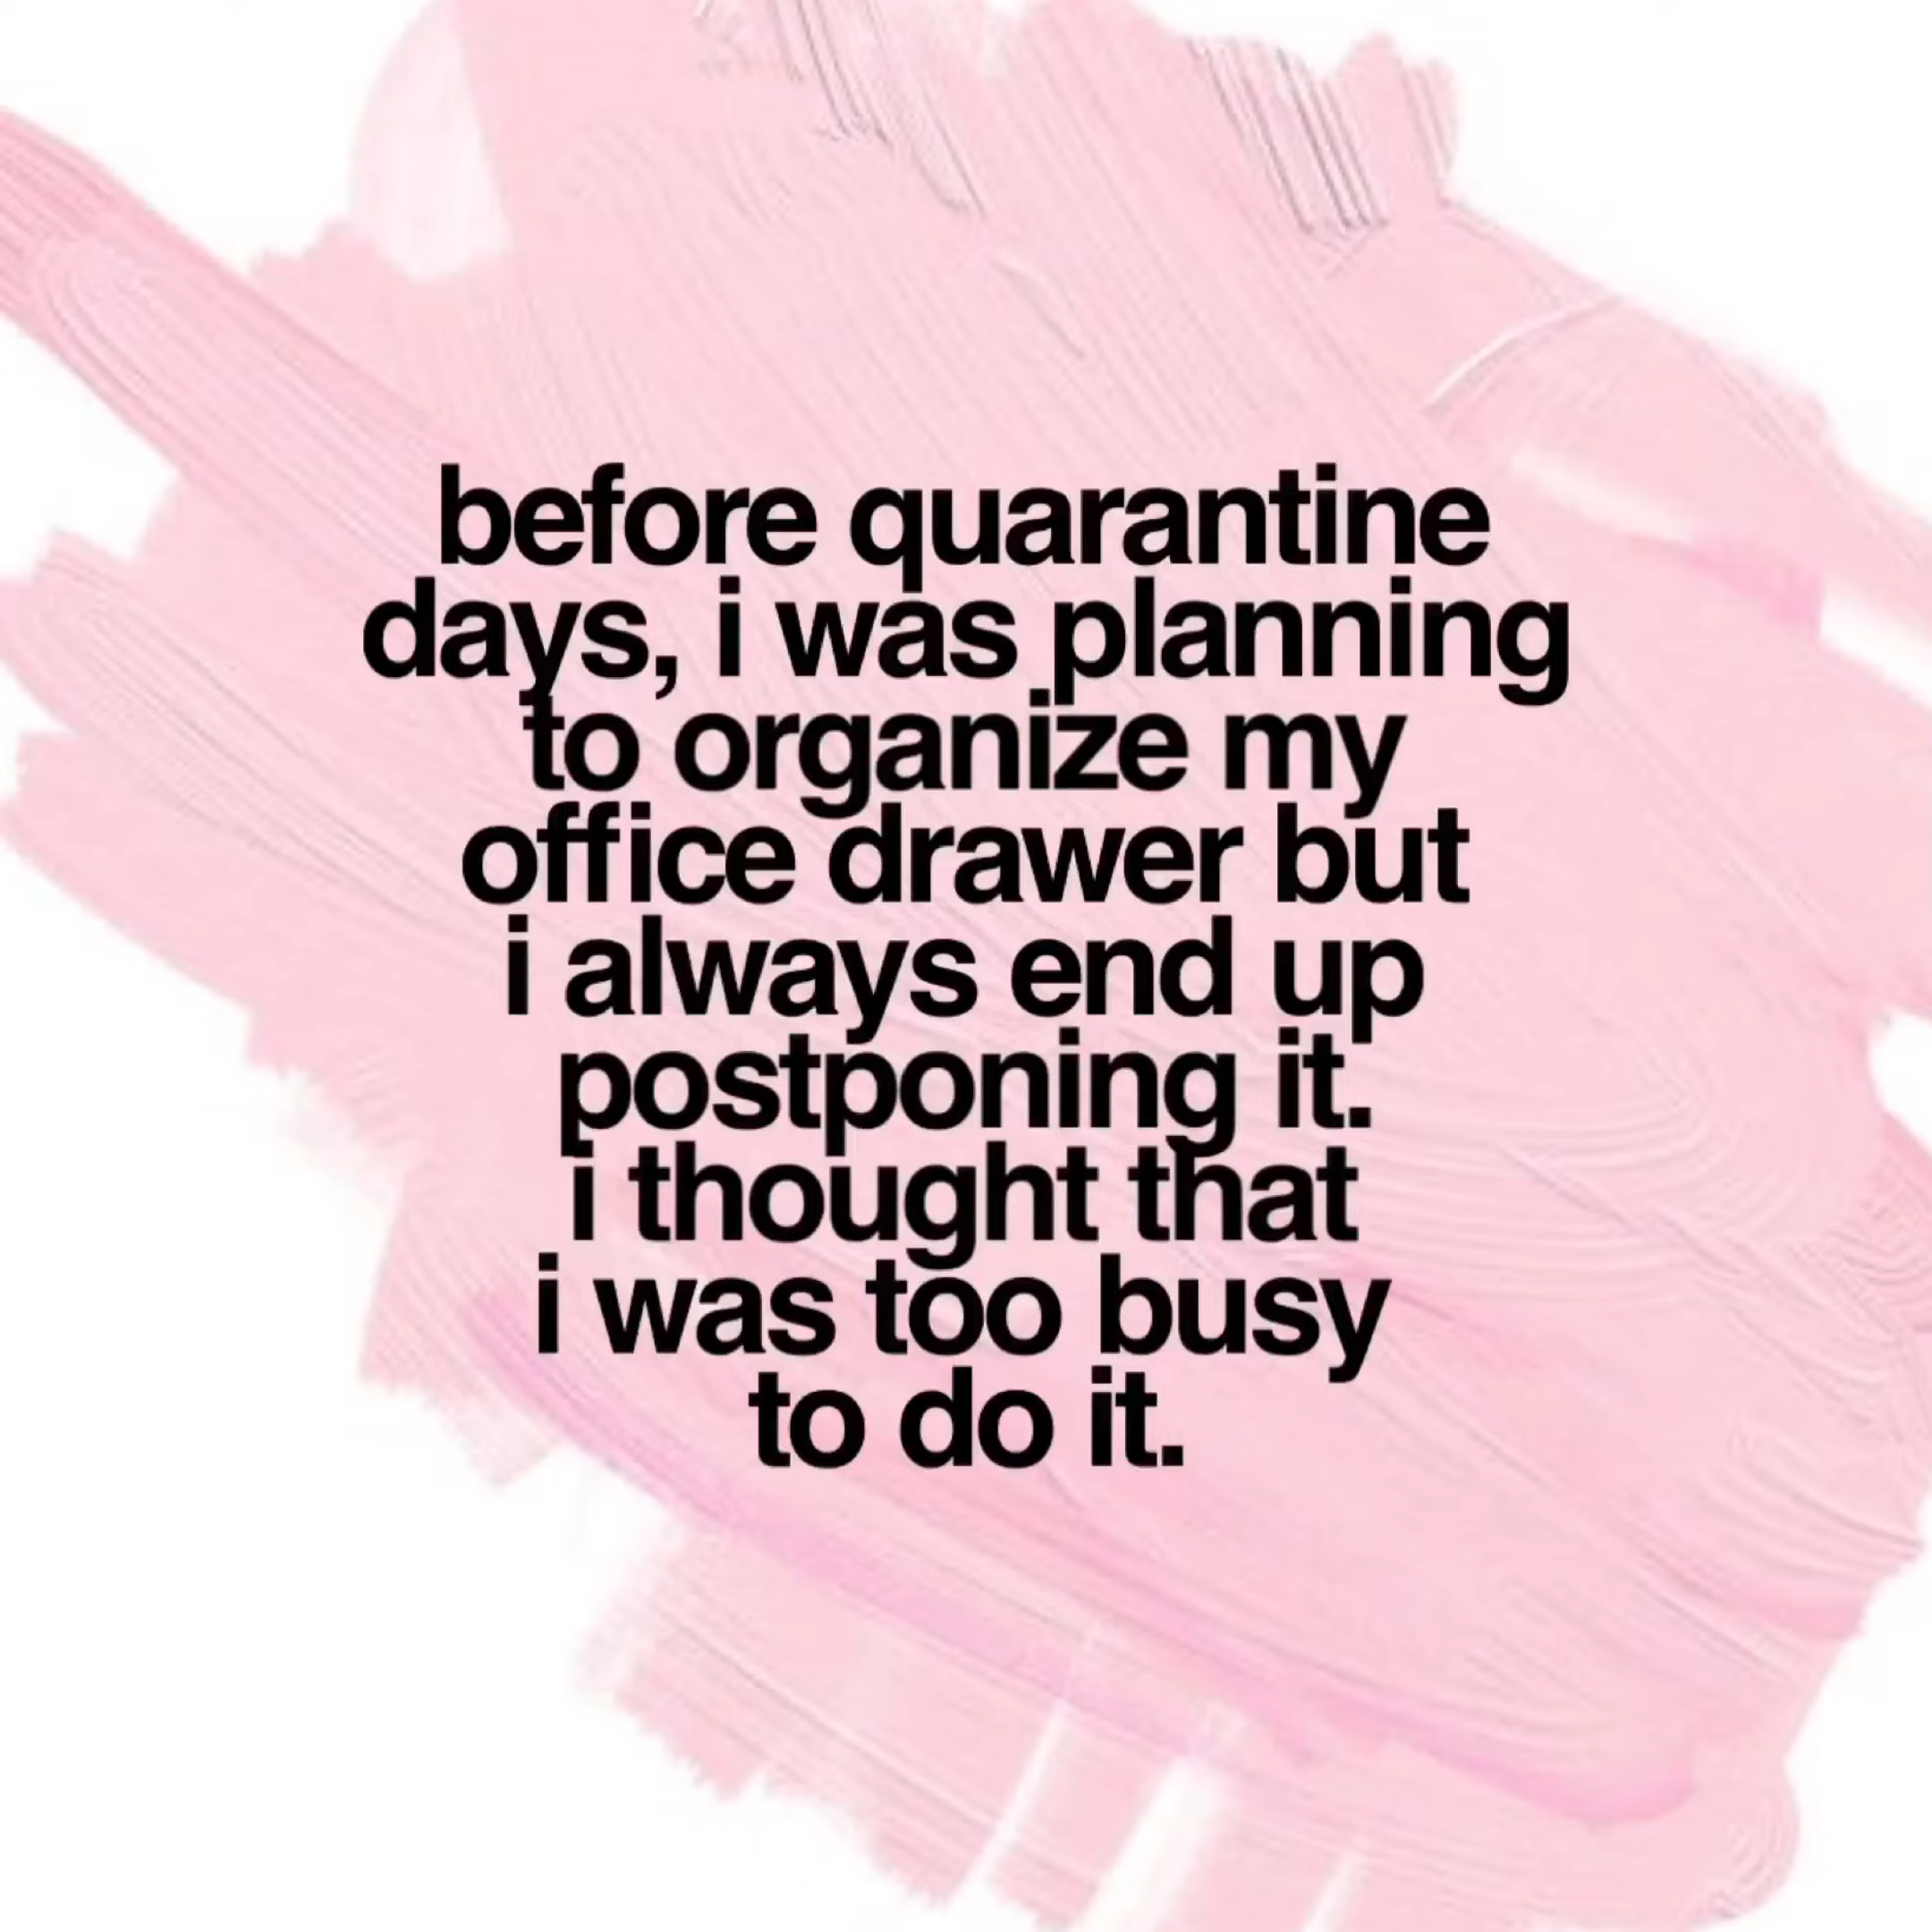 before quarantine
days, i was planning
to organize my
office drawer but
i always end up
postponing it.
i thought that
i was too busy
to do it.